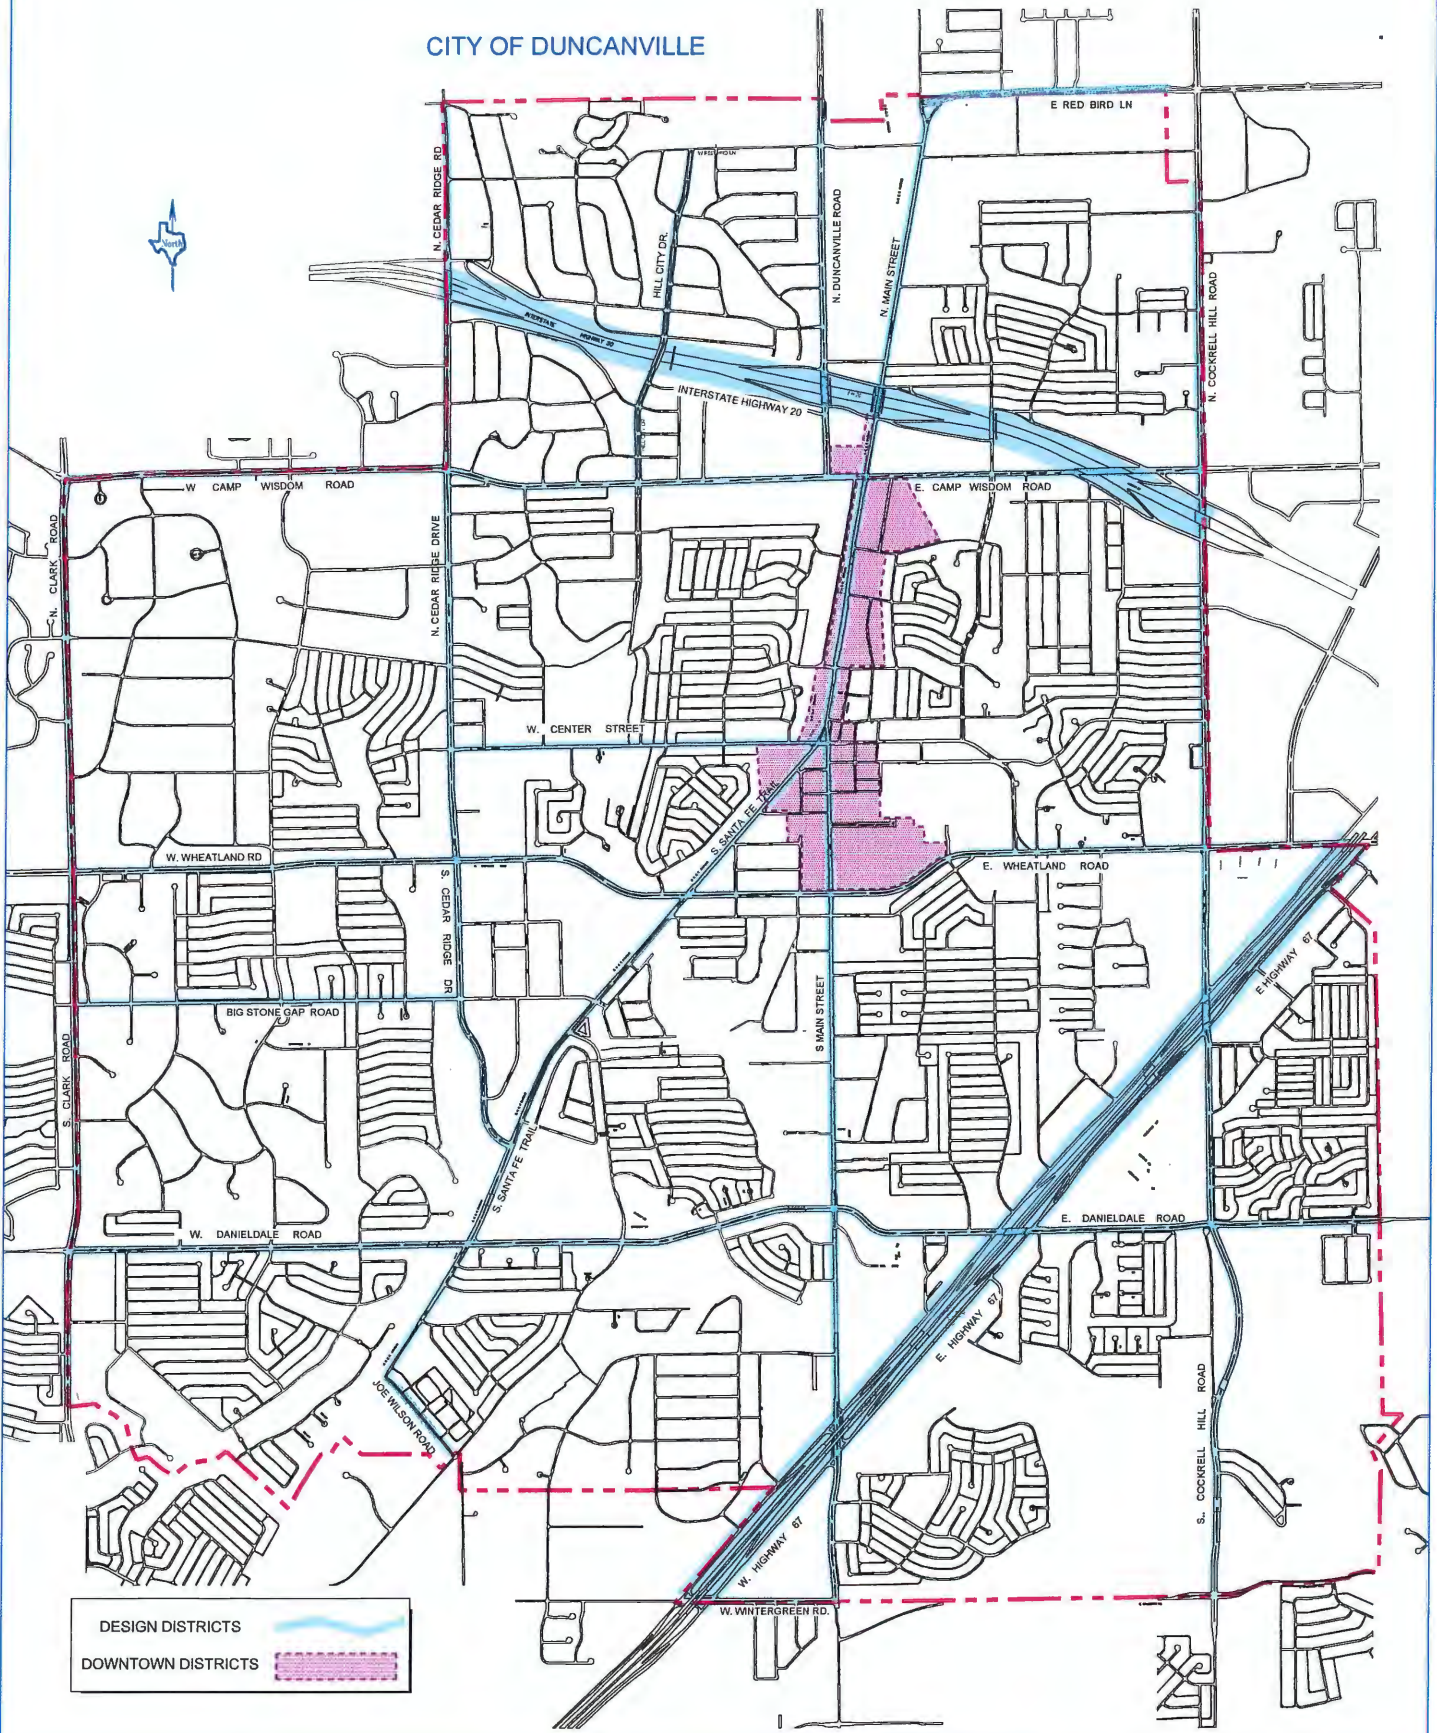 CITY OF DUNCANVILLE
E RED BIRD LN
N. CEDAR RIDGE RD
HILL CITY DR.
N. DUNCANVILLE ROAD
N. MAIN STREET
North
N. COCKRELL HILL ROAD
INTERSTATE
HIGHWAY 20
INTERSTATE HIGHWAY 20
W CAMP WISDOM ROAD
E. CAMP WISDOM ROAD
N. CLARK ROAD
N. CEDAR RIDGE DRIVE
W. CENTER STREET
S. SANTA FE TRAIL
W. WHEATLAND RD
E. WHEATLAND ROAD
S. CEDAR RIDGE DR
E HIGHWAY 67
BIG STONE GAP ROAD
S MAIN STREET
S. CLARK ROAD
S. SANTA FE TRAIL
W. DANIELDALE ROAD
E. DANIELDALE ROAD
E. HIGHWAY 67
JOE WILSON ROAD
S. COCKRELL HILL ROAD
W. HIGHWAY 67
W. WINTERGREEN RD.
DESIGN DISTRICTS
DOWNTOWN DISTRICTS